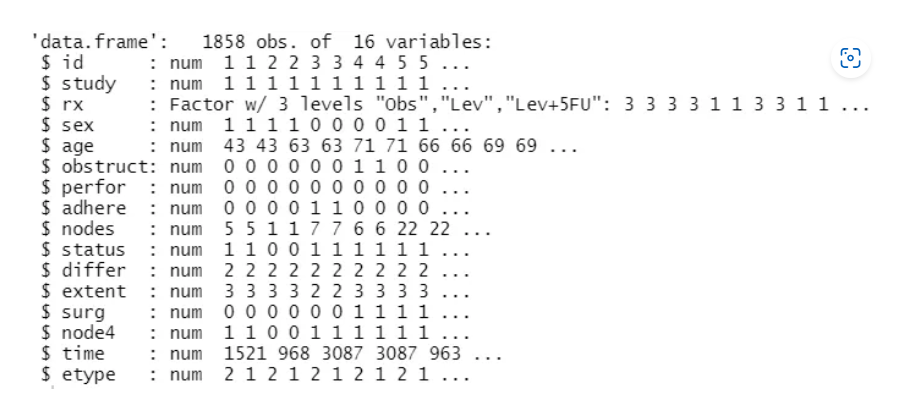 'data.frame':   1858 obs. of  16 variables:
 $ id      : num  1 1 2 2 3 3 4 4 5 5 ...
 $ study   : num  1 1 1 1 1 1 1 1 1 1 ...
 $ rx      : Factor w/ 3 levels "Obs","Lev","Lev+5FU": 3 3 3 3 1 1 3 3 1 1 ...
 $ sex     : num  1 1 1 1 0 0 0 0 1 1 ...
 $ age     : num  43 43 63 63 71 71 66 66 69 69 ...
 $ obstruct: num  0 0 0 0 0 0 1 1 0 0 ...
 $ perfor  : num  0 0 0 0 0 0 0 0 0 0 ...
 $ adhere  : num  0 0 0 0 1 1 0 0 0 0 ...
 $ nodes   : num  5 5 1 1 7 7 6 6 22 22 ...
 $ status  : num  1 1 0 0 1 1 1 1 1 1 ...
 $ differ  : num  2 2 2 2 2 2 2 2 2 2 ...
 $ extent  : num  3 3 3 3 2 2 3 3 3 3 ...
 $ surg    : num  0 0 0 0 0 0 1 1 1 1 ...
 $ node4   : num  1 1 0 0 1 1 1 1 1 1 ...
 $ time    : num  1521 968 3087 3087 963 ...
 $ etype   : num  2 1 2 1 2 1 2 1 2 1 ...